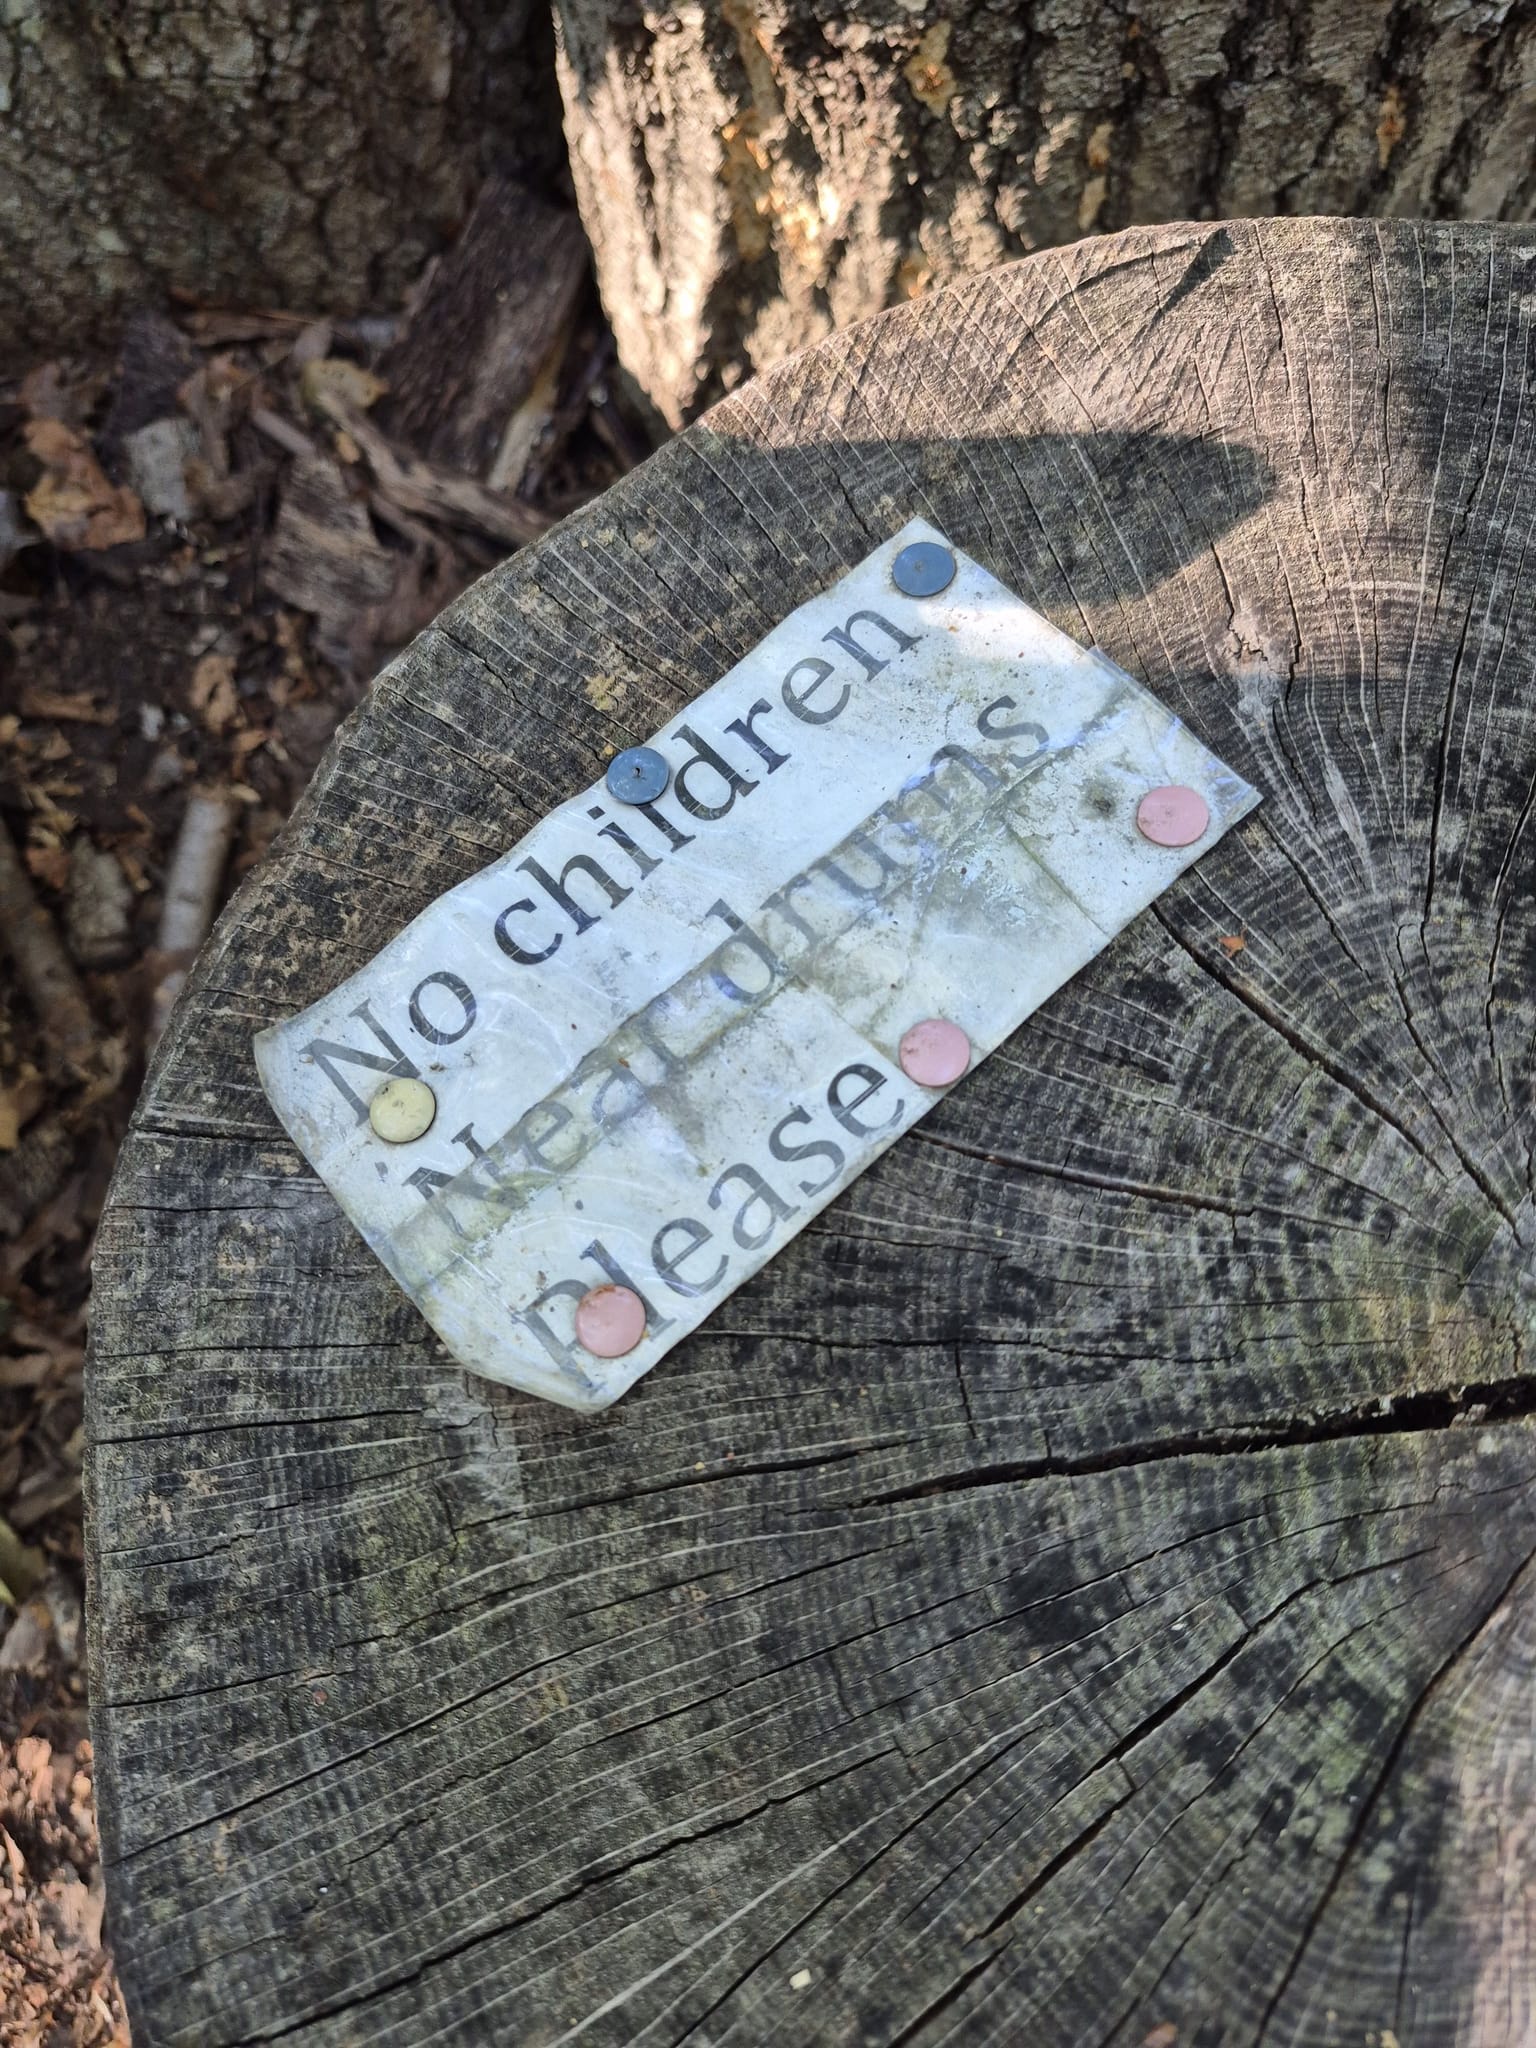 No children
Near drums
Please